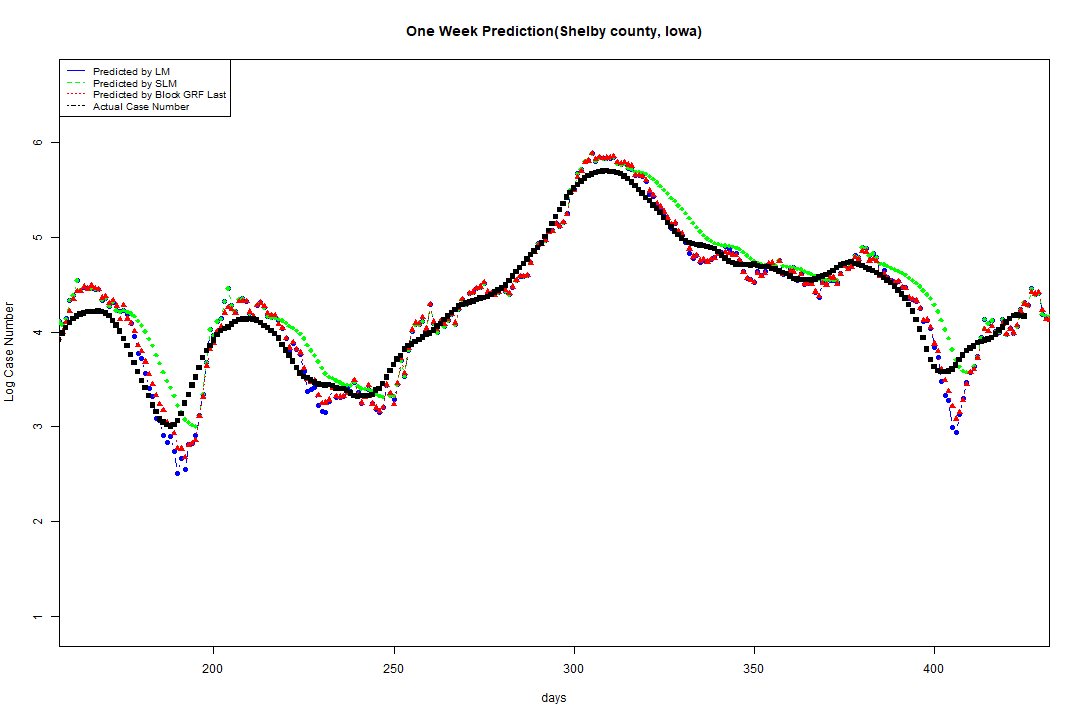 One Week Prediction(Shelby county, Iowa)
Predicted by LM
Predicted by SLM
Predicted by Block GRF Last
Actual Case Number
Log Case Number
6
5
4
3
2
1
200
250
300
350
400
days